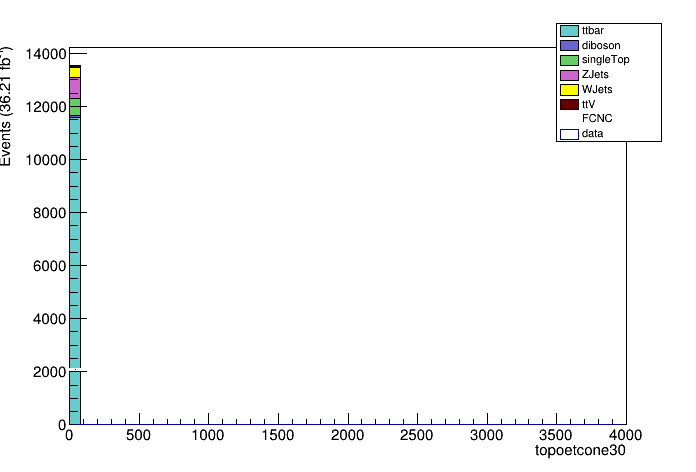 ttbar
diboson
singleTop
ZJets
WJets
ttV
FCNC
data
Events (36.21 fb⁻¹)
14000
12000
10000
8000
6000
4000
2000
0
0 500 1000 1500 2000 2500 3000 3500 4000
topoetcone30